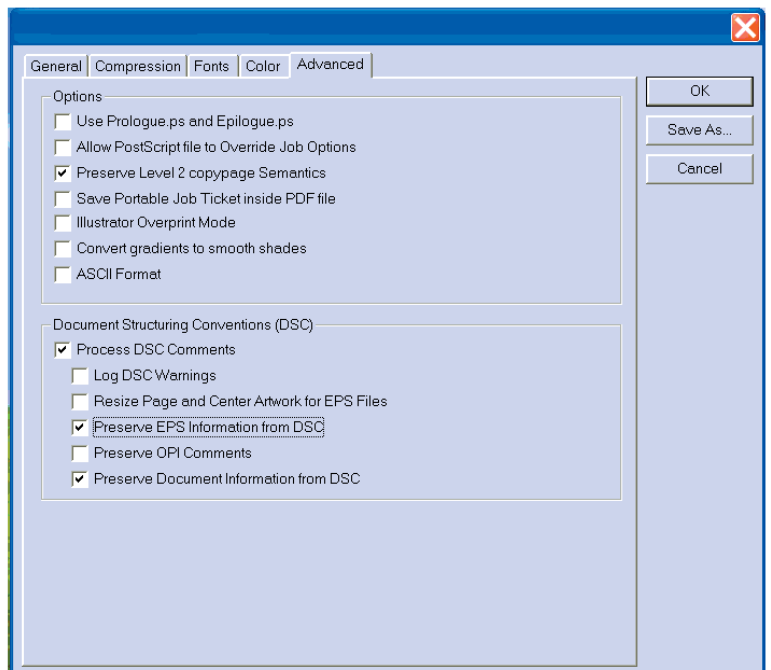 General Compression Fonts Color Advanced
Options
Use Prologue.ps and Epilogue.ps
Allow PostScript file to Override Job Options
Preserve Level 2 copypage Semantics
Save Portable Job Ticket inside PDF file
Illustrator Overprint Mode
Convert gradients to smooth shades
ASCII Format
Document Structuring Conventions (DSC)
Process DSC Comments
Log DSC Warnings
Resize Page and Center Artwork for EPS Files
Preserve EPS Information from DSC
Preserve OPI Comments
Preserve Document Information from DSC
OK
Save As...
Cancel